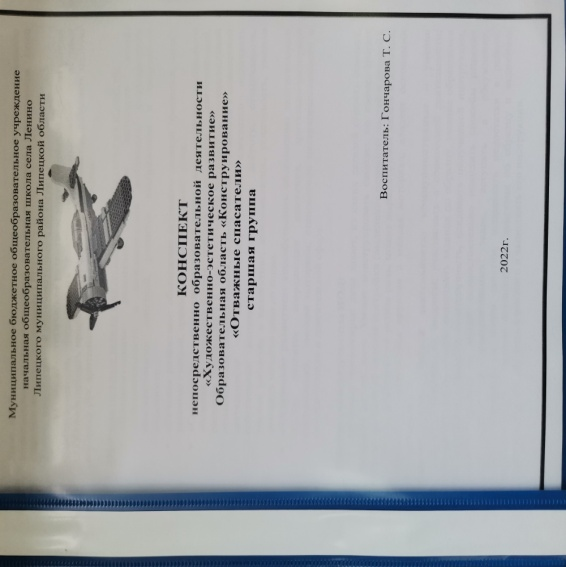 Муниципальное бюджетное общеобразовательное учреждение
начальная общеобразовательная школа села Ленино
Липецкого муниципального района Липецкой области
КОНСПЕКТ
непосредственно образовательной деятельности
«Художественно-эстетическое развитие»
Образовательная область «Конструирование»
«Отважные спасатели»
старшая группа
Воспитатель: Гончарова Т. С.
2022г.